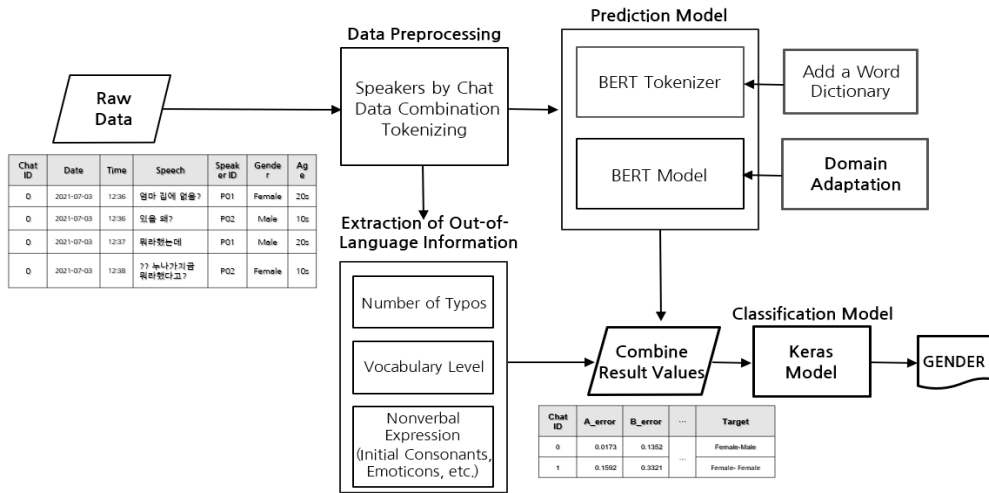 Prediction Model
Data Preprocessing
Raw
Data
Speakers by Chat
Data Combination
Tokenizing
BERT Tokenizer
Add a Word
Dictionary
BERT Model
Domain
Adaptation
Chat
ID
Date
Time
Speech
Speak
er ID
Gende
r
Ag
e
0 2021-07-03 12:36 엄마 집에 없음? P01 Female 20s
0 2021-07-03 12:36 있음 왜? P02 Male 10s
0 2021-07-03 12:37 뭐라했는데 P01 Male 20s
0 2021-07-03 12:38 ?? 누나가지금
뭐라했다고? P02 Female 10s
Extraction of Out-of-
Language Information
Number of Typos
Vocabulary Level
Nonverbal
Expression
(Initial Consonants,
Emoticons, etc.)
Combine
Result Values
Classification Model
Keras
Model
GENDER
Chat
ID
A_error
B_error
...
Target
0 0.0173 0.1352 Female-Male
...
1 0.1592 0.3321 Female- Female